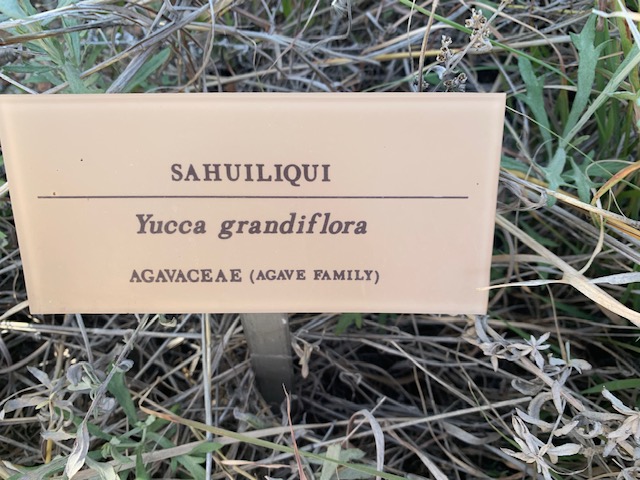 SAHUILIQUI
Yucca grandiflora
AGAVACEAE (AGAVE FAMILY)